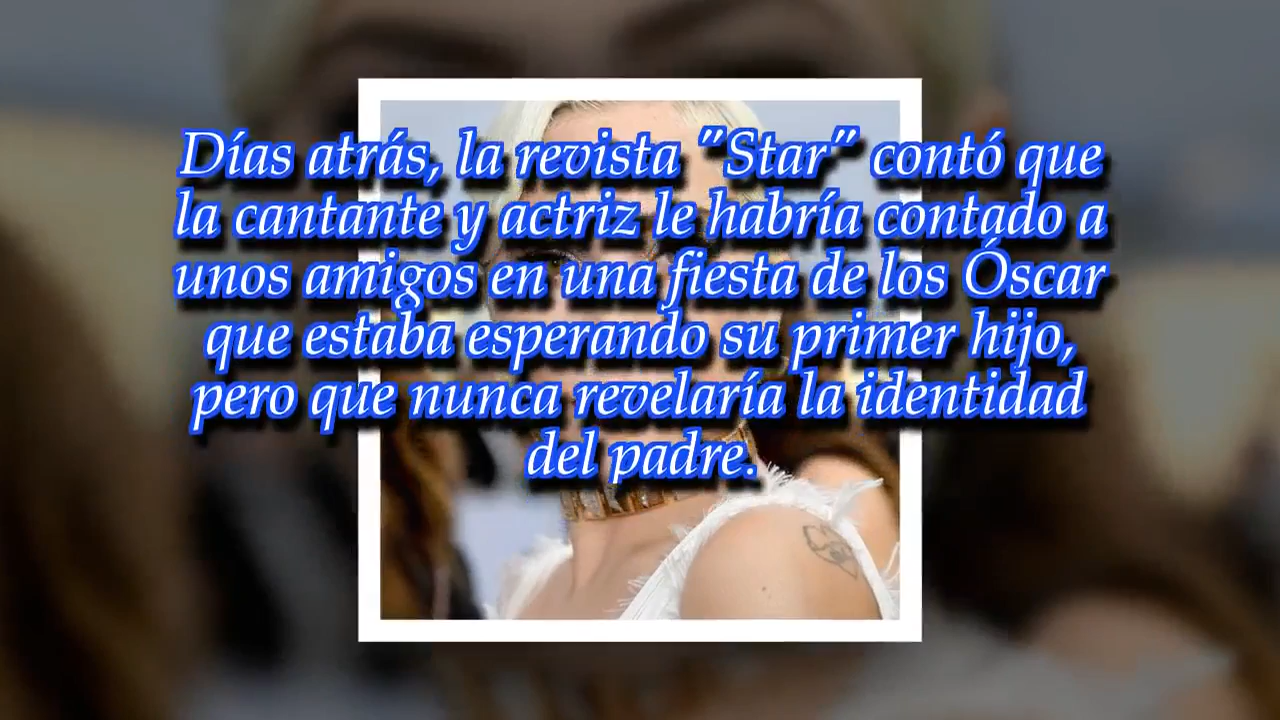 Días atrás, la revista "Star" contó que
la cantante y actriz le habría contado a
unos amigos en una fiesta de los Óscar
que estaba esperando su primer hijo,
pero que nunca revelaría la identidad
del padre.